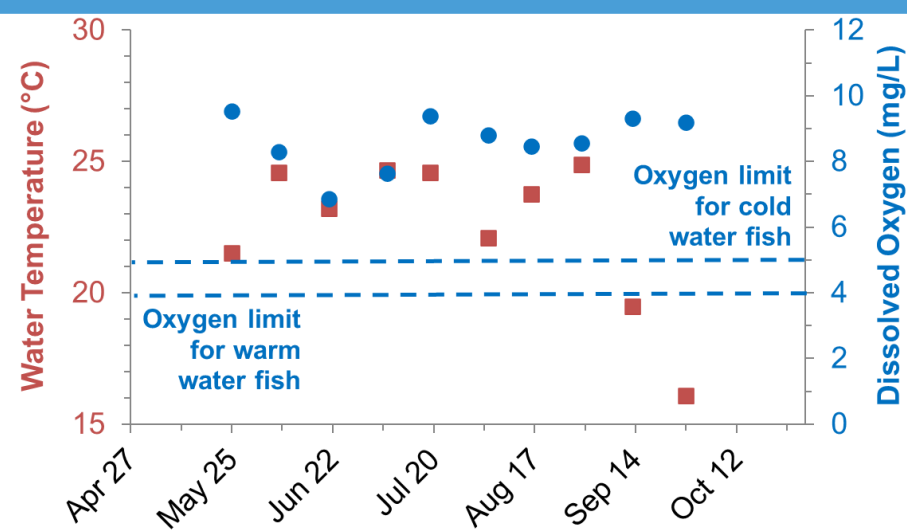 30
25
20
15
Water Temperature (°C)
12
10
8
6
4
2
0
Dissolved Oxygen (mg/L)
Oxygen limit
for cold
water fish
Oxygen limit
for warm
water fish
Apr 27
May 25
Jun 22
Jul 20
Aug 17
Sep 14
Oct 12